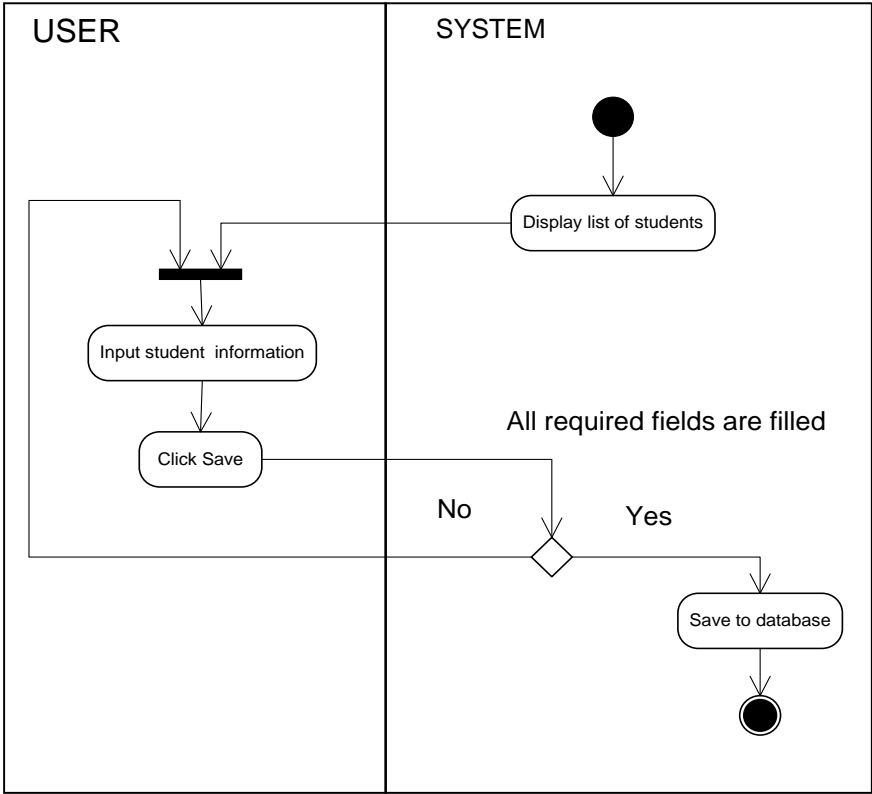 USER
SYSTEM
Display list of students
Input student  information
All required fields are filled
Click Save
No
Yes
Save to database